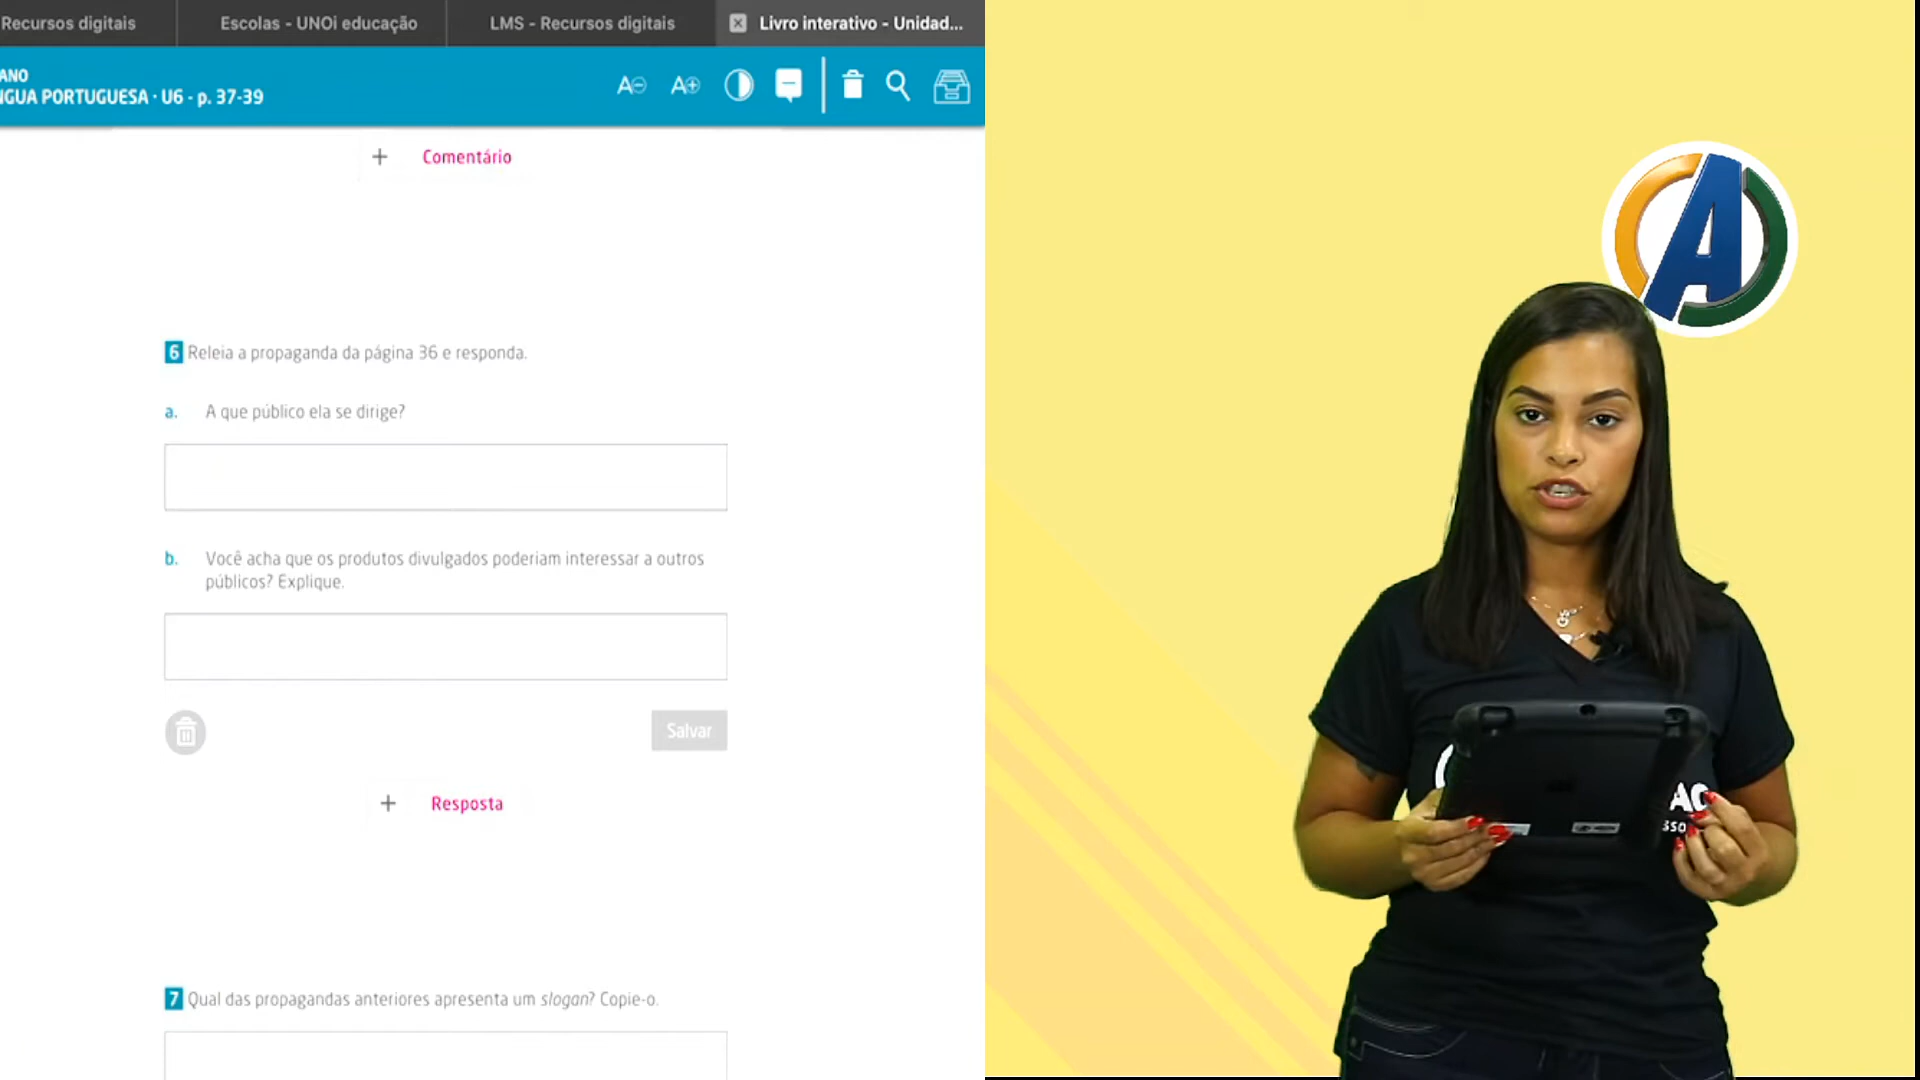 Recursos digitais
Escolas - UNOi educação
LMS - Recursos digitais
Livro interativo - Unidad...
ANO
NGUA PORTUGUESA · U6 - p. 37-39
A
A
+ Comentário
6 Releia a propaganda da página 36 e responda.
a. A que público ela se dirige?
b. Você acha que os produtos divulgados poderiam interessar a outros
públicos? Explique.
Salvar
+ Resposta
7 Qual das propagandas anteriores apresenta um slogan? Copie-o.
A